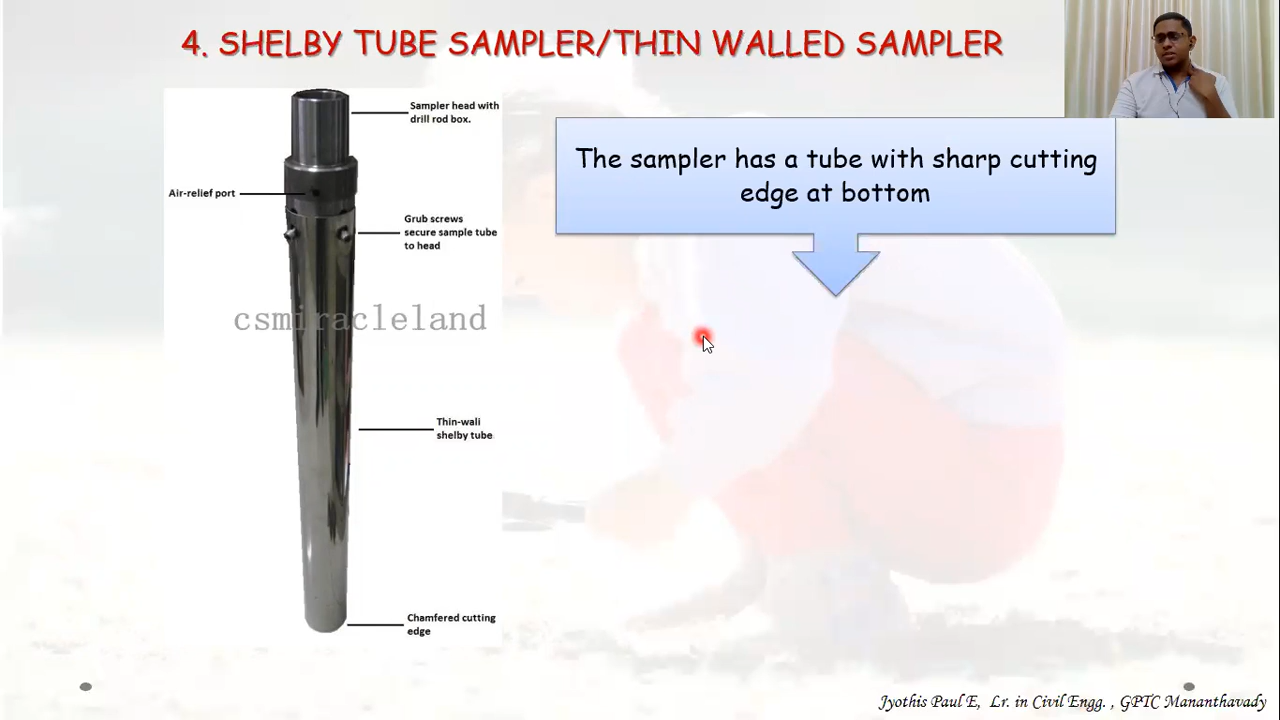 4. SHELBY TUBE SAMPLER/THIN WALLED SAMPLER
Sampler head with
drill rod box.
Air-relief port
Grub screws
secure sample tube
to head
csmiracleland
Thin-wali
shelby tube
Chamfered cutting
edge
The sampler has a tube with sharp cutting
edge at bottom
Jyothis Paul E, Lr. in Civil Engg. , GPTC Mananthavady